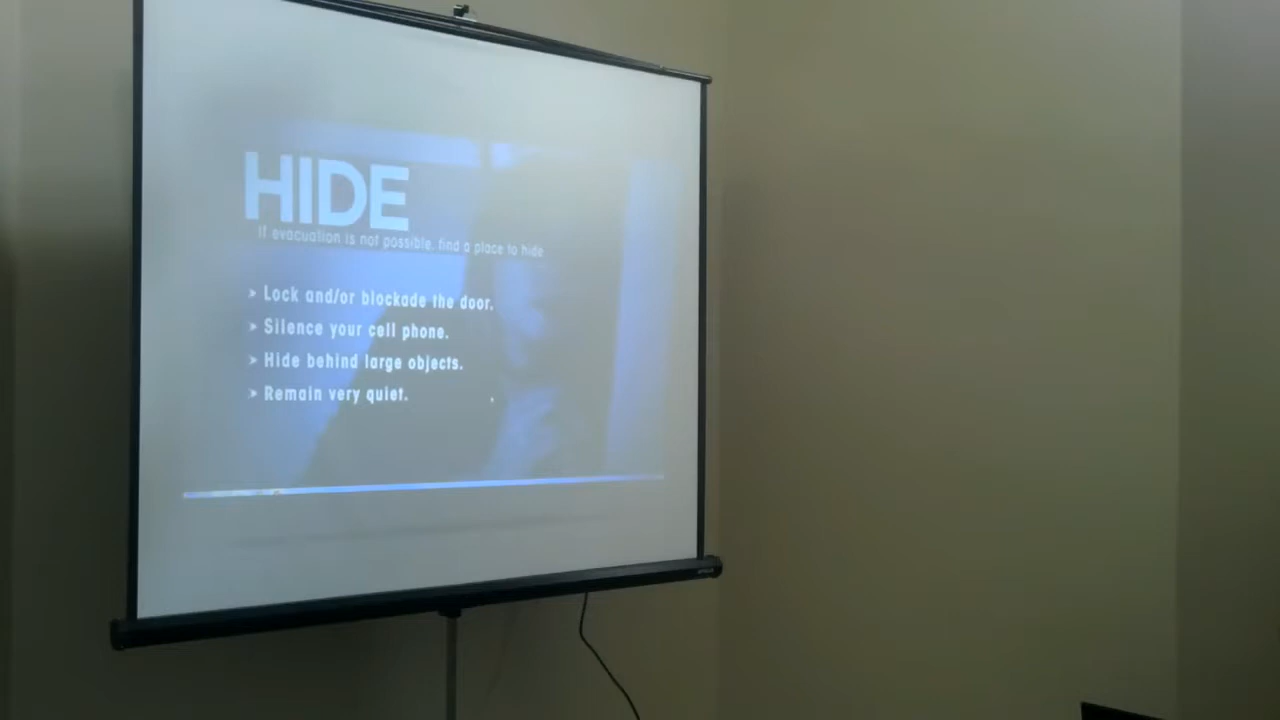 HIDE
If evacuation is not possible, find a place to hide
> Lock and/or blockade the door.
> Silence your cell phone.
> Hide behind large objects.
> Remain very quiet.